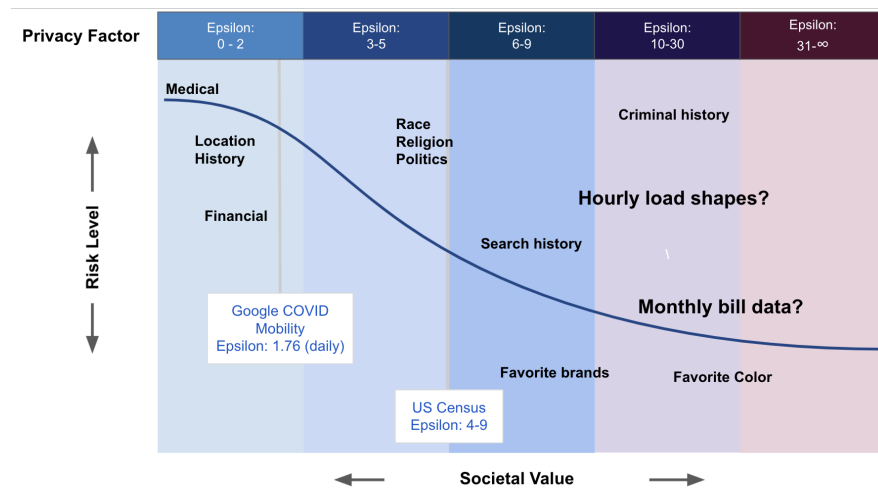 Privacy Factor
Epsilon:
0 - 2
Epsilon:
3-5
Epsilon:
6-9
Epsilon:
10-30
Epsilon:
31-∞
Medical
Location
History
Financial
Race
Religion
Politics
Criminal history
Hourly load shapes?
Search history
\
Monthly bill data?
Google COVID
Mobility
Epsilon: 1.76 (daily)
Favorite brands
Favorite Color
US Census
Epsilon: 4-9
Risk Level
Societal Value